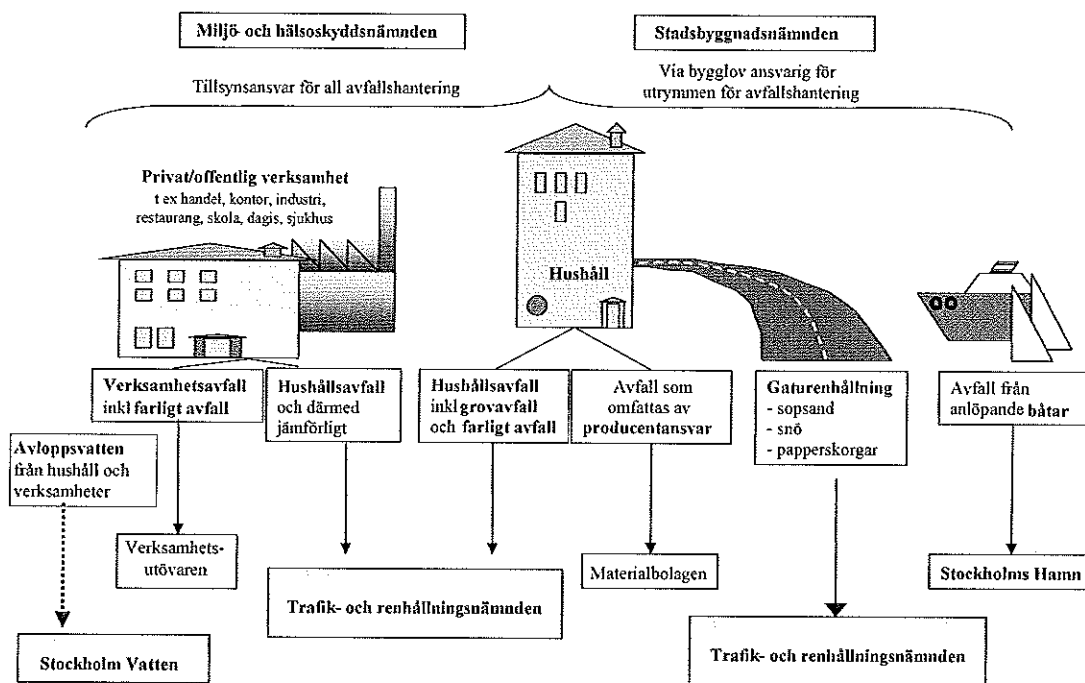 Miljö- och hälsoskyddsnämnden
Stadsbyggnadsnämnden
Tillsynsansvar för all avfallshantering
Via bygglov ansvarig för
utrymmen för avfallshantering
Privat/offentlig verksamhet
t ex handel, kontor, industri,
restaurang, skola, dagis, sjukhus
Hushåll
Verksamhetsavfall
inkl farligt avfall
Hushållsavfall
och därmed
jämförligt
Hushållsavfall
inkl grovavfall
och farligt avfall
Avfall som
omfattas av
producentansvar
Gaturenhållning
- sopsand
- snö
- papperskorgar
Avfall från
anlöpande båtar
Avloppsvatten
från hushåll och
verksamheter
Verksamhets-
utövaren
Materialbolagen
Stockholms Hamn
Trafik- och renhållningsnämnden
Stockholm Vatten
Trafik- och renhållningsnämnden